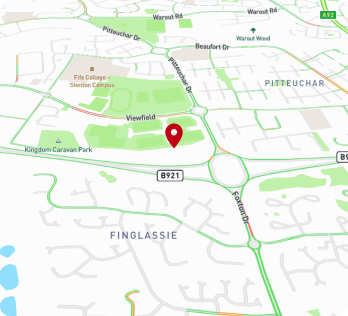 Warout Rd
Warout Rd
A92
Pitteuchar Dr
Warout Wood
Beaufort Dr
Pitteuchar Dr
Fife College -
Stenton Campus
PITTEUCHAR
Viewfield
Kingdom Caravan Park
B921
B9
Foxton Dr
FINGLASSIE